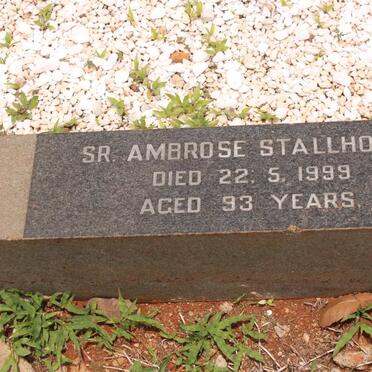 SR. AMBROSE STALLHO
DIED 22. 5. 1999
AGED 93 YEARS.